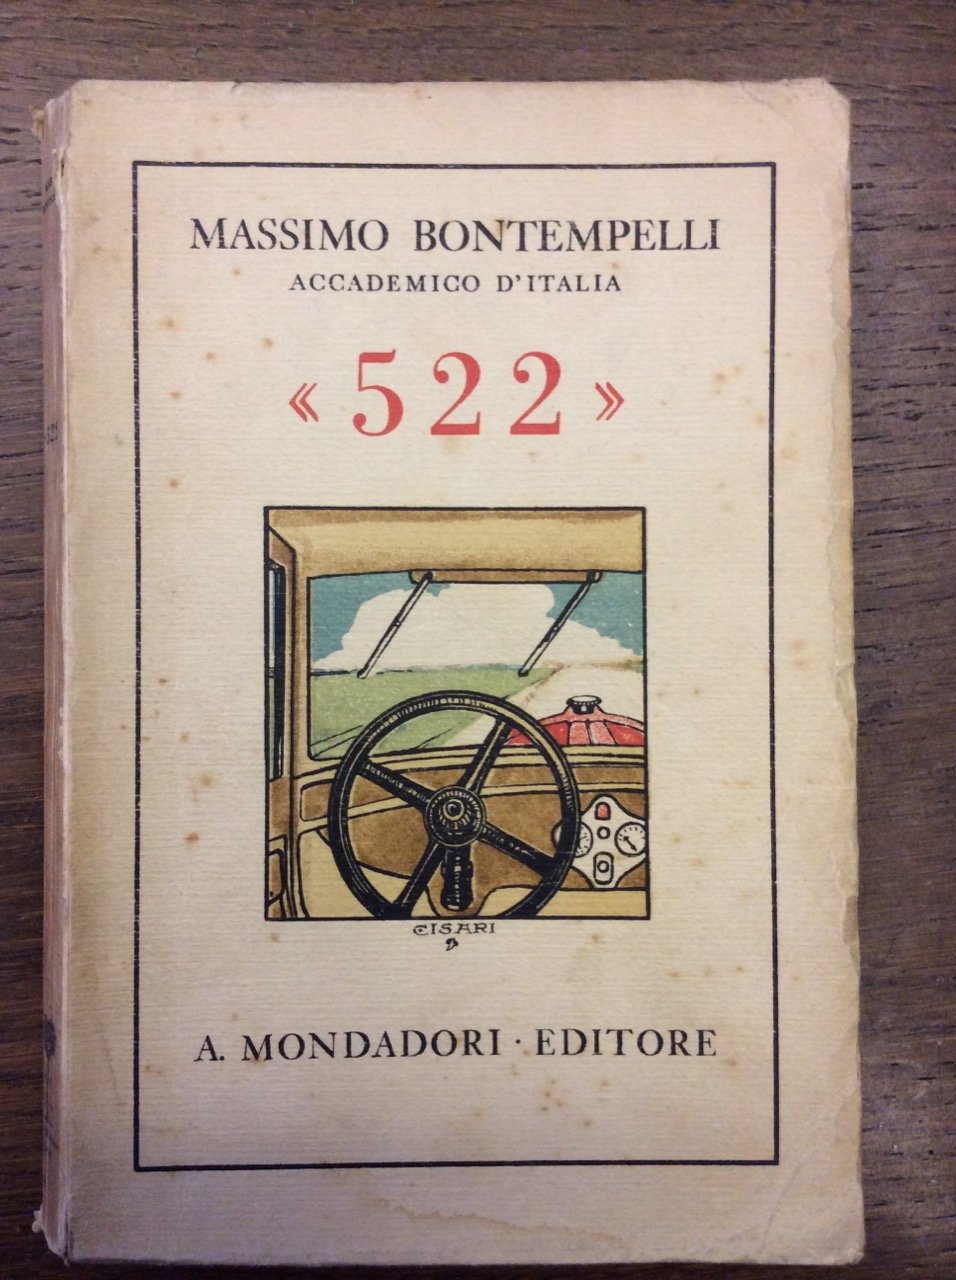 MASSIMO BONTEMPELLI
ACCADEMICO D'ITALIA
« 522 »
CISARI
A. MONDADORI · EDITORE